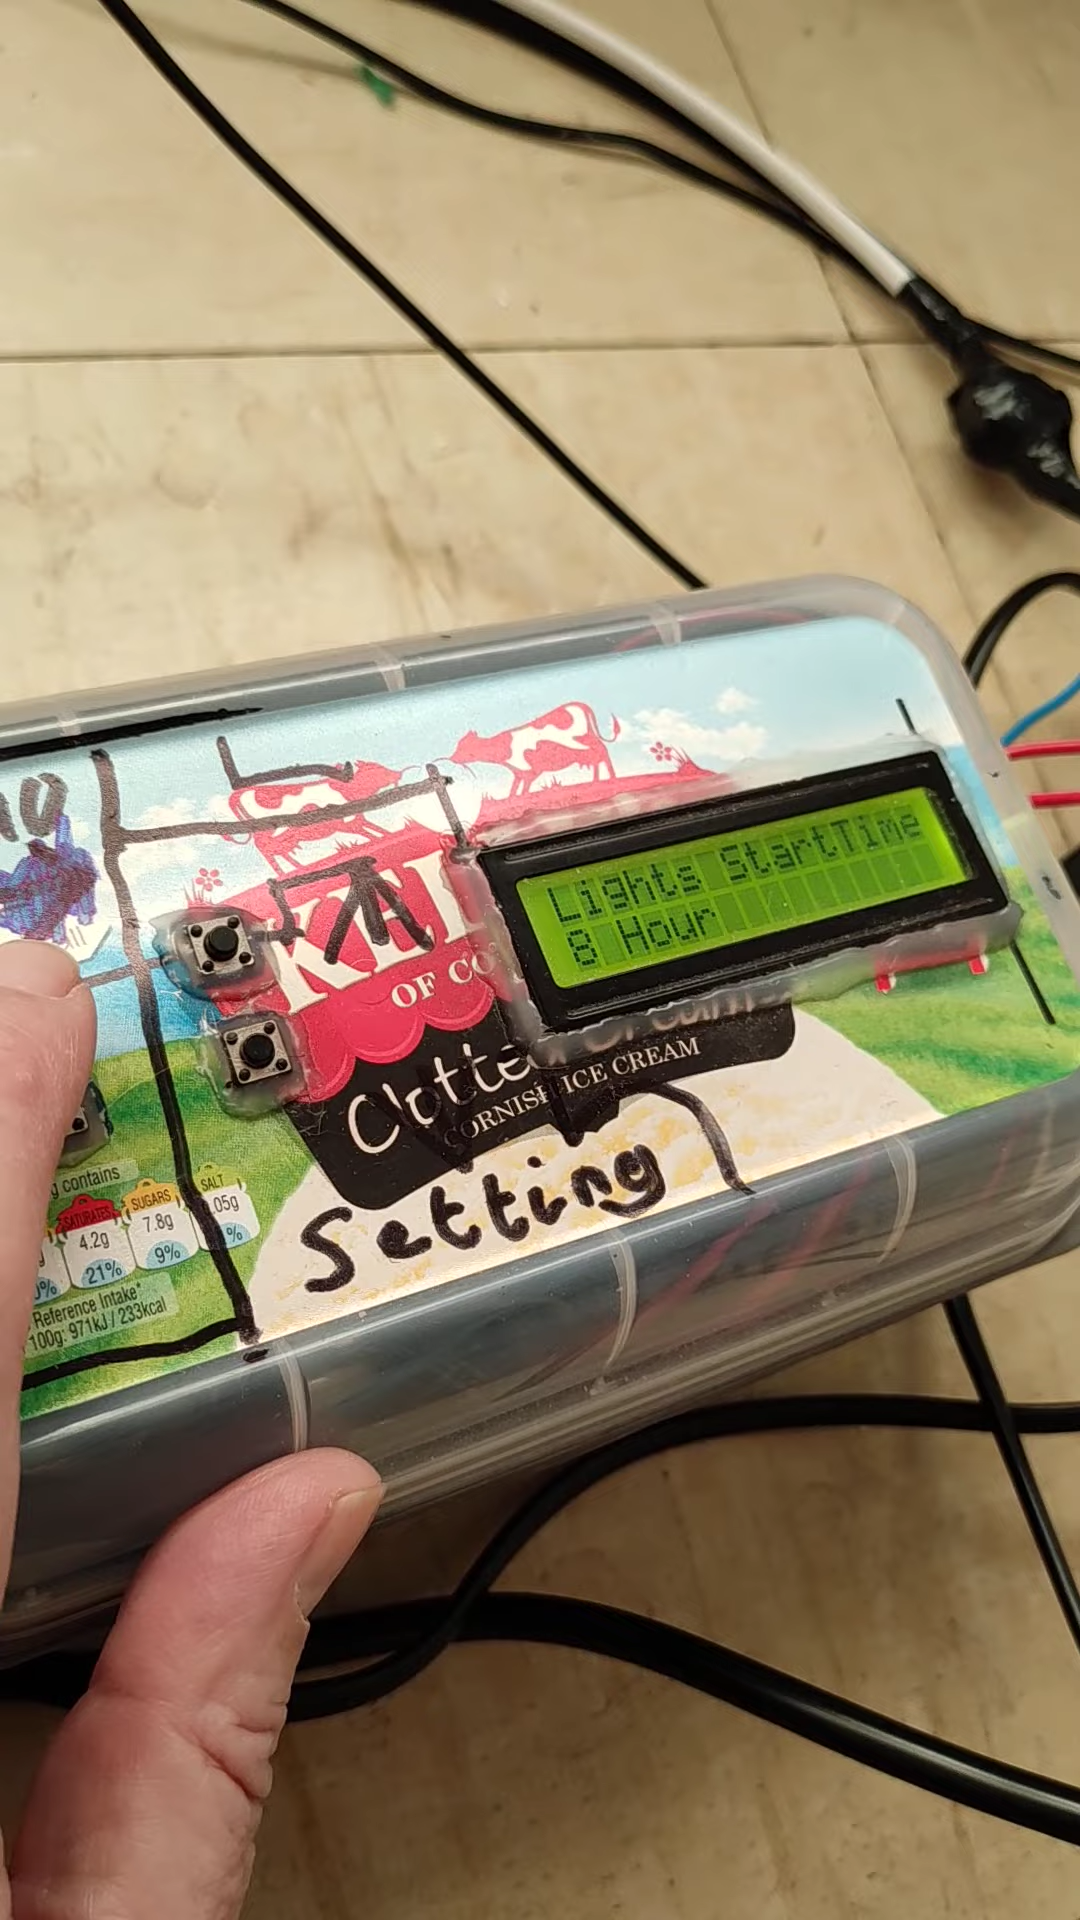 Lights StartTime
8 Hour
OF CO
Clotte
CORNISH ICE CREAM
Setting
contains
SATURATES
4.2g
21%
SUGARS
7.8g
9%
SALT
.05g
%
Reference Intake*
100g: 971kJ / 233kcal